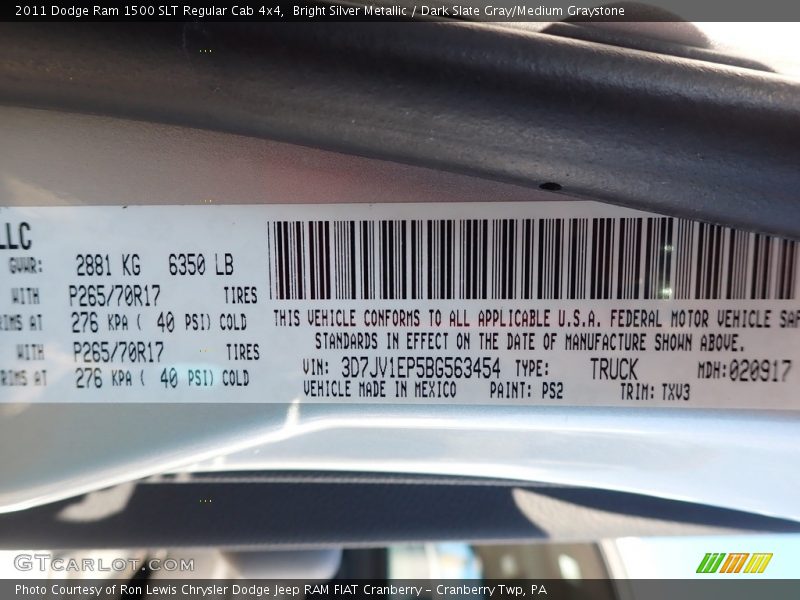 2011 Dodge Ram 1500 SLT Regular Cab 4x4,  Bright Silver Metallic / Dark Slate Gray/Medium Graystone
LLC
GVWR: 2881 KG 6350 LB
WITH P265/70R17 TIRES
RIMS AT 276 KPA ( 40 PSI) COLD
WITH P265/70R17 TIRES
RIMS AT 276 KPA ( 40 PSI) COLD
THIS VEHICLE CONFORMS TO ALL APPLICABLE U.S.A. FEDERAL MOTOR VEHICLE SAF
STANDARDS IN EFFECT ON THE DATE OF MANUFACTURE SHOWN ABOVE.
VIN: 3D7JV1EP5BG563454 TYPE: TRUCK MDH:020917
VEHICLE MADE IN MEXICO PAINT: PS2 TRIM: TXV3
GTCarLot.com
Photo Courtesy of Ron Lewis Chrysler Dodge Jeep RAM FIAT Cranberry - Cranberry Twp, PA